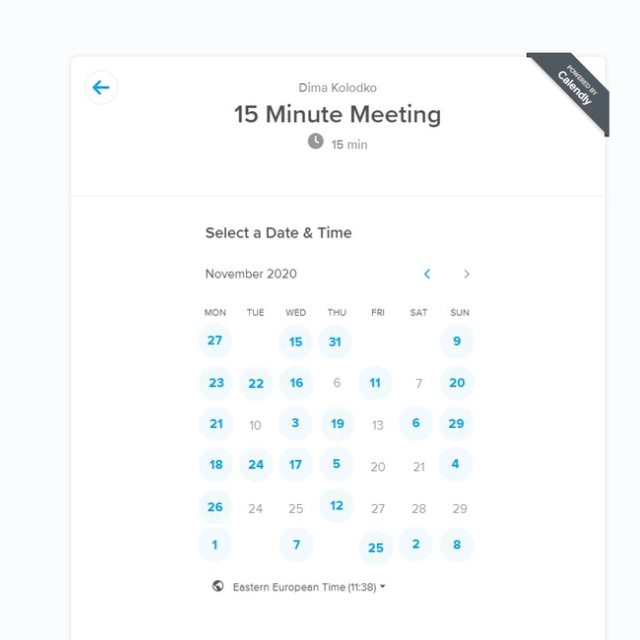 POWERED BY
Calendly
Dima Kolodko
15 Minute Meeting
15 min
Select a Date & Time
November 2020
MON TUE WED THU FRI SAT SUN
27 15 31 9
23 22 16 6 11 7 20
21 10 3 19 13 6 29
18 24 17 5 20 21 4
26 24 25 12 27 28 29
1 7 25 2 8
Eastern European Time (11:38)